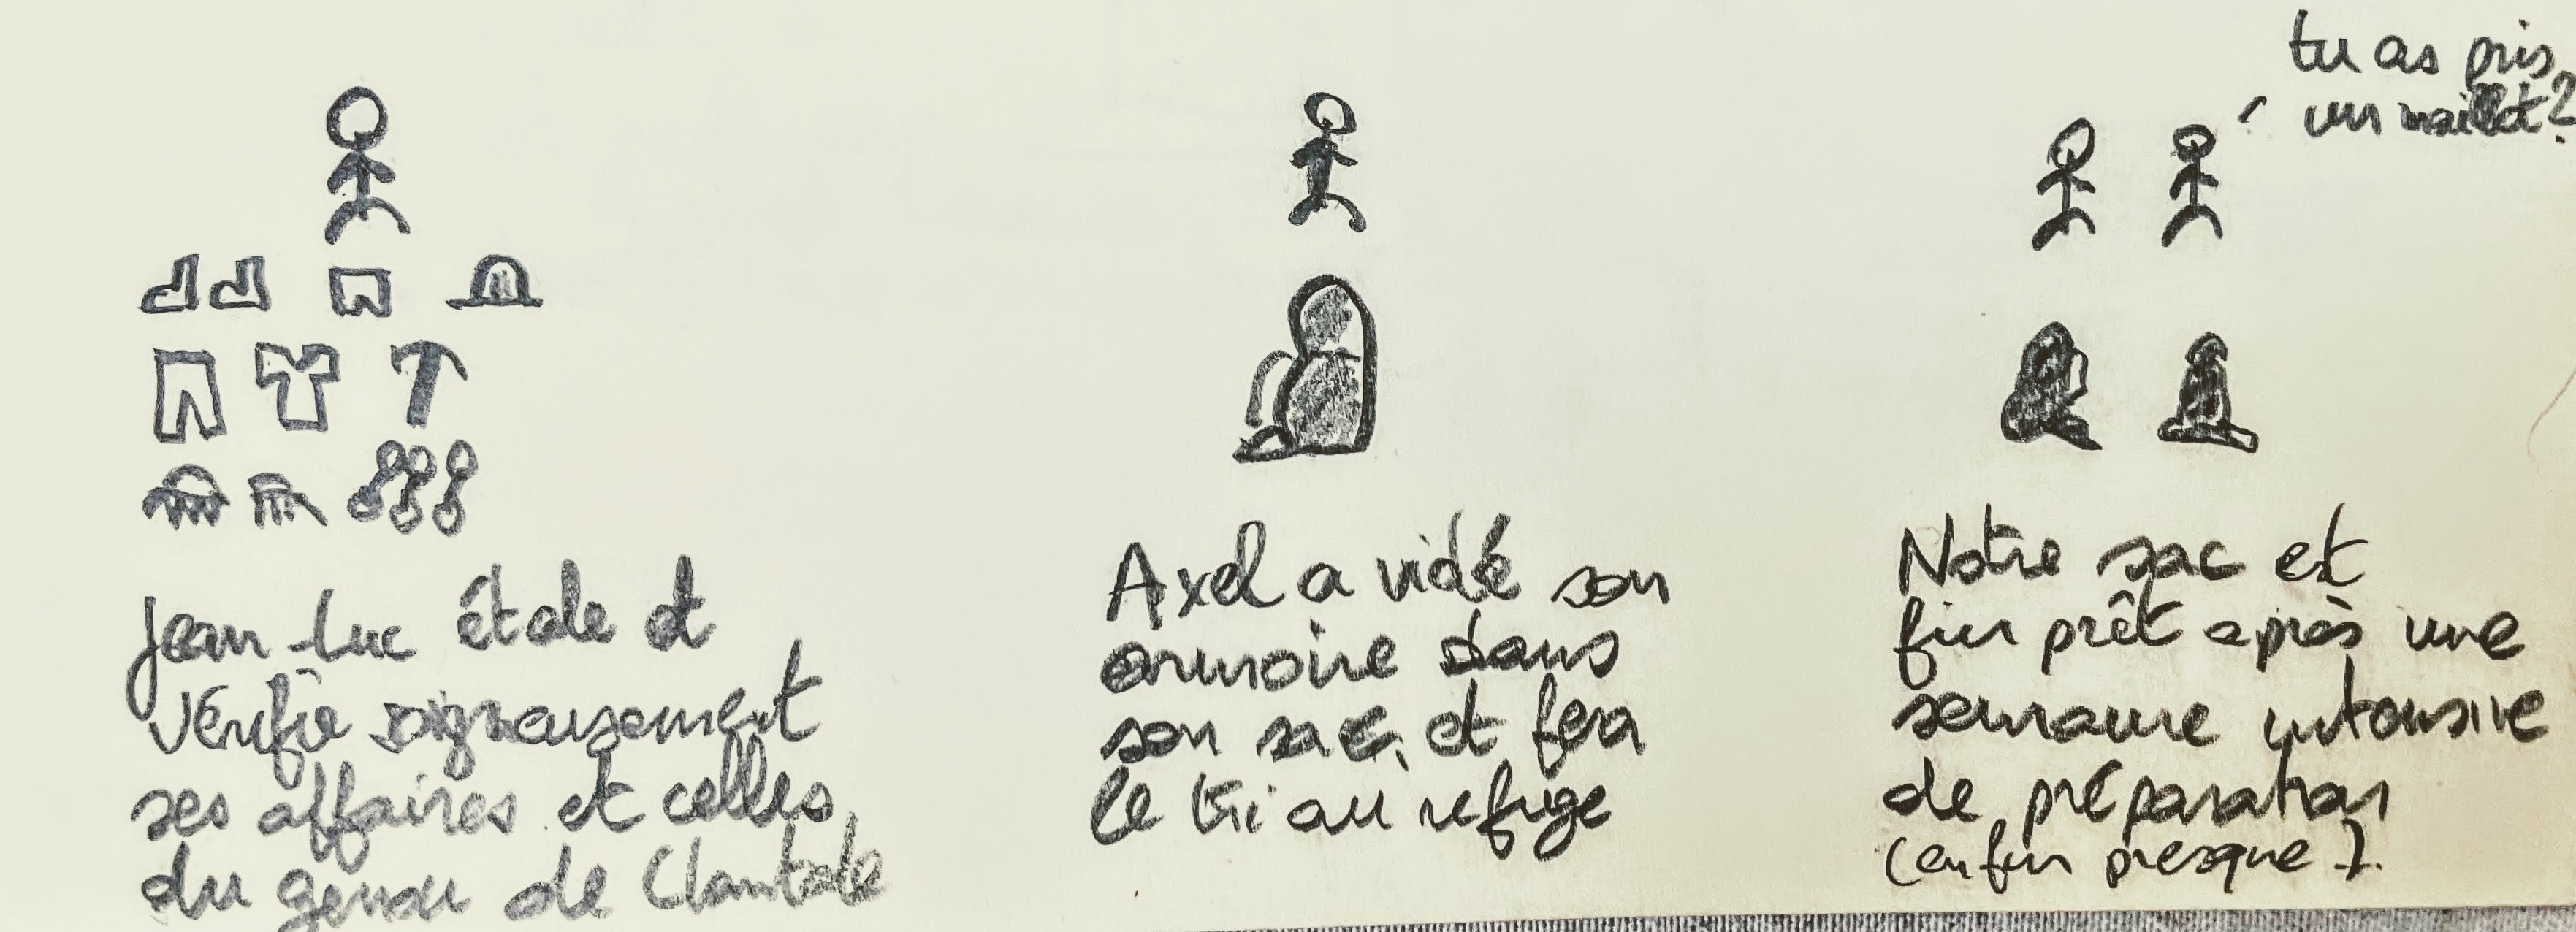 Jean-Luc étale et
vérifie soigneusement
ses affaires et celles
du genou de Chantale
Axel a vidé son
armoire dans
son sac, et fera
le tri au refuge
tu as pris
un maillot?
Notre sac est
fin prêt après une
semaine intensive
de préparation
(enfin presque).